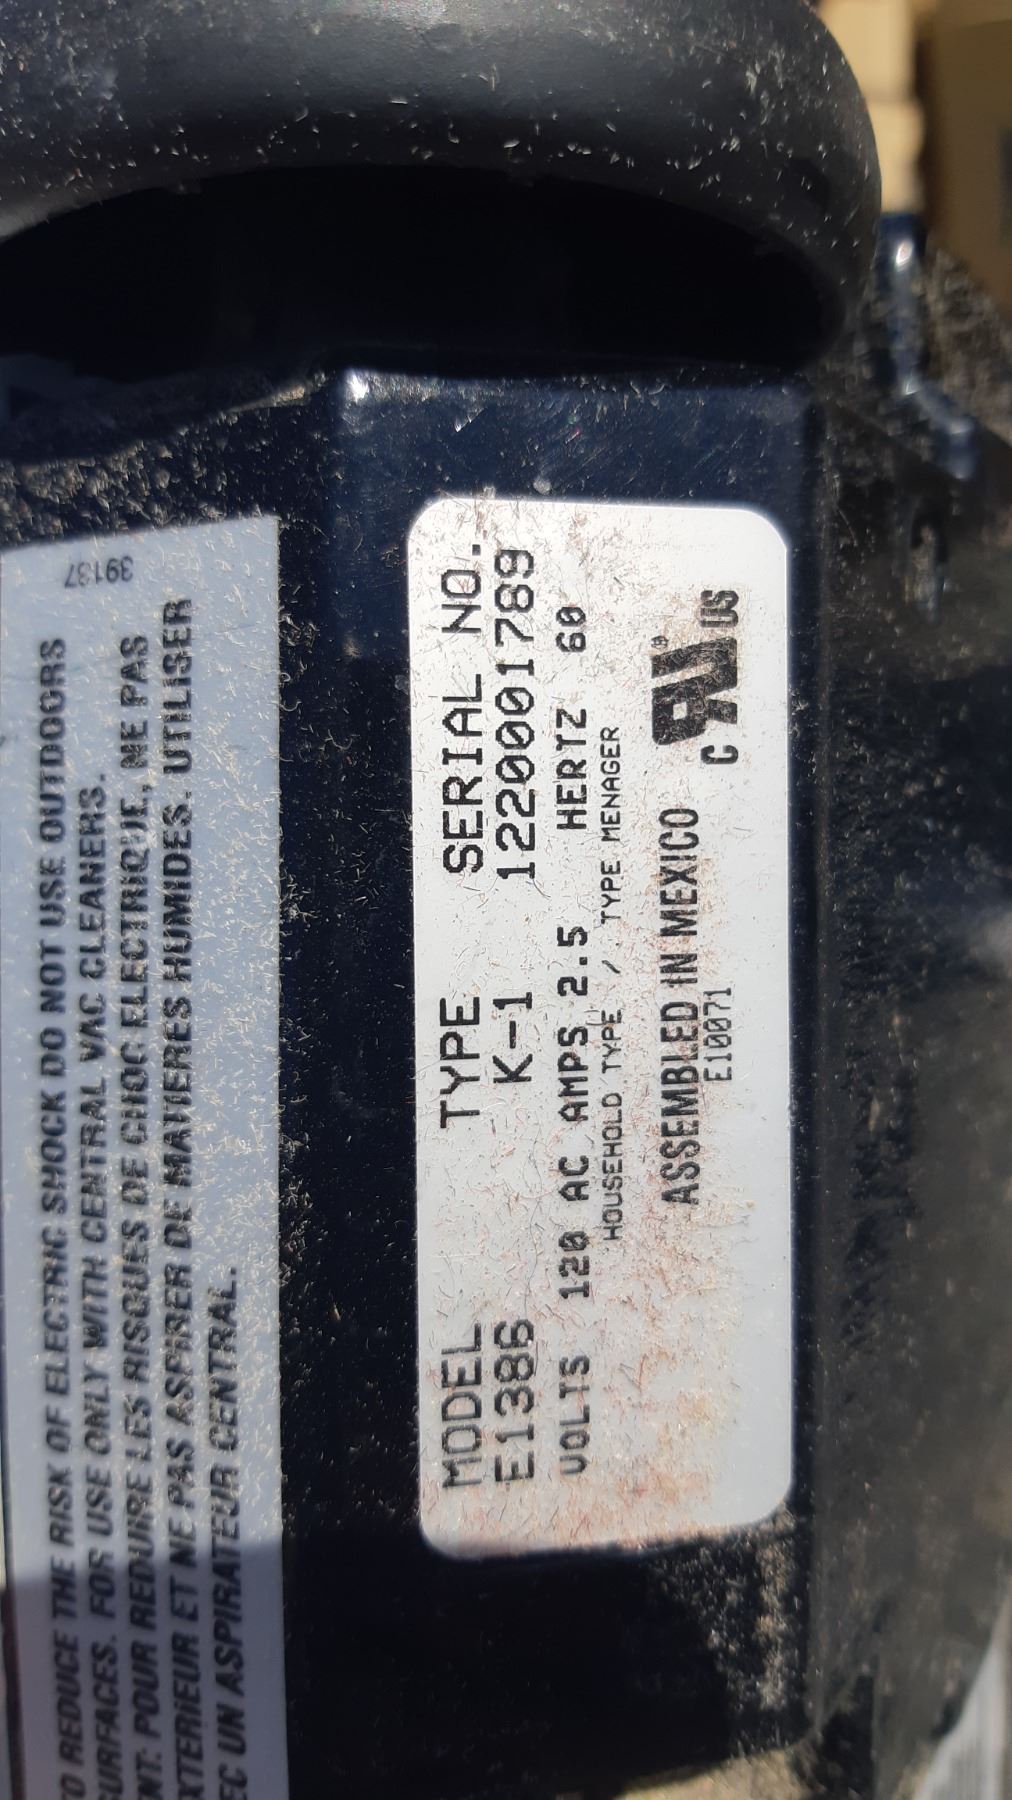 39137
TO REDUCE THE RISK OF ELECTRIC SHOCK DO NOT USE OUTDOORS
SURFACES. FOR USE ONLY WITH CENTRAL VAC CLEANERS.
NT: POUR REDUIRE LES RISQUES DE CHOC ELECTRIQUE, NE PAS
EXTERIEUR ET NE PAS ASPIRER DE MATIERES HUMIDES. UTILISER
EC UN ASPIRATEUR CENTRAL.
MODEL TYPE SERIAL NO.
E1386 K-1 1220001789
VOLTS 120 AC AMPS 2.5 HERTZ 60
HOUSEHOLD TYPE / TYPE MENAGER
ASSEMBLED IN MEXICO
E10071
C UL ® US